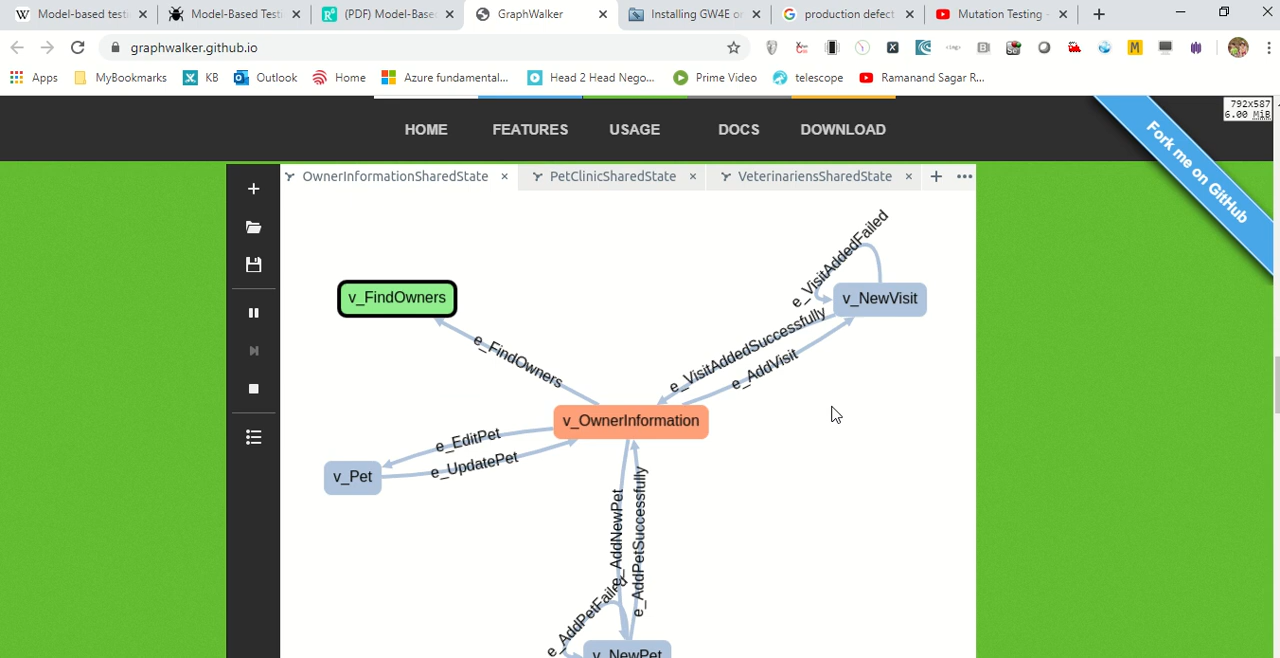 Model-based testi
Model-Based Test
(PDF) Model-Base
GraphWalker
Installing GW4E o
production defect
Mutation Testing -
graphwalker.github.io
Apps
MyBookmarks
KB
Outlook
Home
Azure fundamental...
Head 2 Head Nego...
Prime Video
telescope
Ramanand Sagar R...
792x587
6.00 MiB
HOME
FEATURES
USAGE
DOCS
DOWNLOAD
Fork me on GitHub
OwnerInformationSharedState
PetClinicSharedState
VeterinariensSharedState
e_VisitAddedFailed
v_FindOwners
v_NewVisit
e_FindOwners
e_VisitAddedSuccessfully
e_AddVisit
v_OwnerInformation
e_EditPet
e_UpdatePet
v_Pet
e_AddNewPet
e_AddPetSuccessfully
e_AddPetFailed
v_NewPet